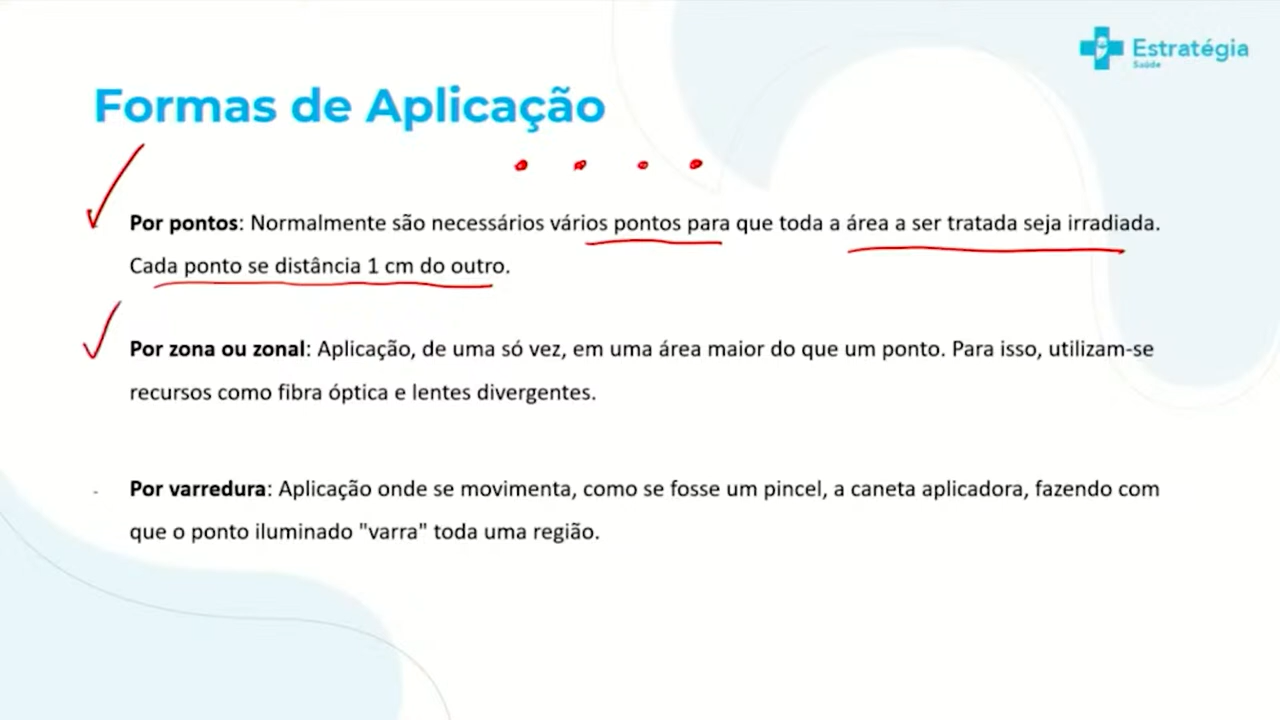 Estratégia
Saúde
Formas de Aplicação
Por pontos: Normalmente são necessários vários pontos para que toda a área a ser tratada seja irradiada.
Cada ponto se distância 1 cm do outro.
Por zona ou zonal: Aplicação, de uma só vez, em uma área maior do que um ponto. Para isso, utilizam-se
recursos como fibra óptica e lentes divergentes.
- Por varredura: Aplicação onde se movimenta, como se fosse um pincel, a caneta aplicadora, fazendo com
que o ponto iluminado "varra" toda uma região.